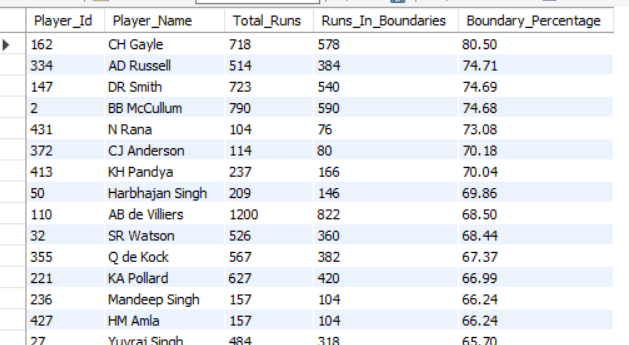 Player_Id Player_Name Total_Runs Runs_In_Boundaries Boundary_Percentage
162 CH Gayle 718 578 80.50
334 AD Russell 514 384 74.71
147 DR Smith 723 540 74.69
2 BB McCullum 790 590 74.68
431 N Rana 104 76 73.08
372 CJ Anderson 114 80 70.18
413 KH Pandya 237 166 70.04
50 Harbhajan Singh 209 146 69.86
110 AB de Villiers 1200 822 68.50
32 SR Watson 526 360 68.44
355 Q de Kock 567 382 67.37
221 KA Pollard 627 420 66.99
236 Mandeep Singh 157 104 66.24
427 HM Amla 157 104 66.24
27 Yuvraj Singh 484 318 65.70